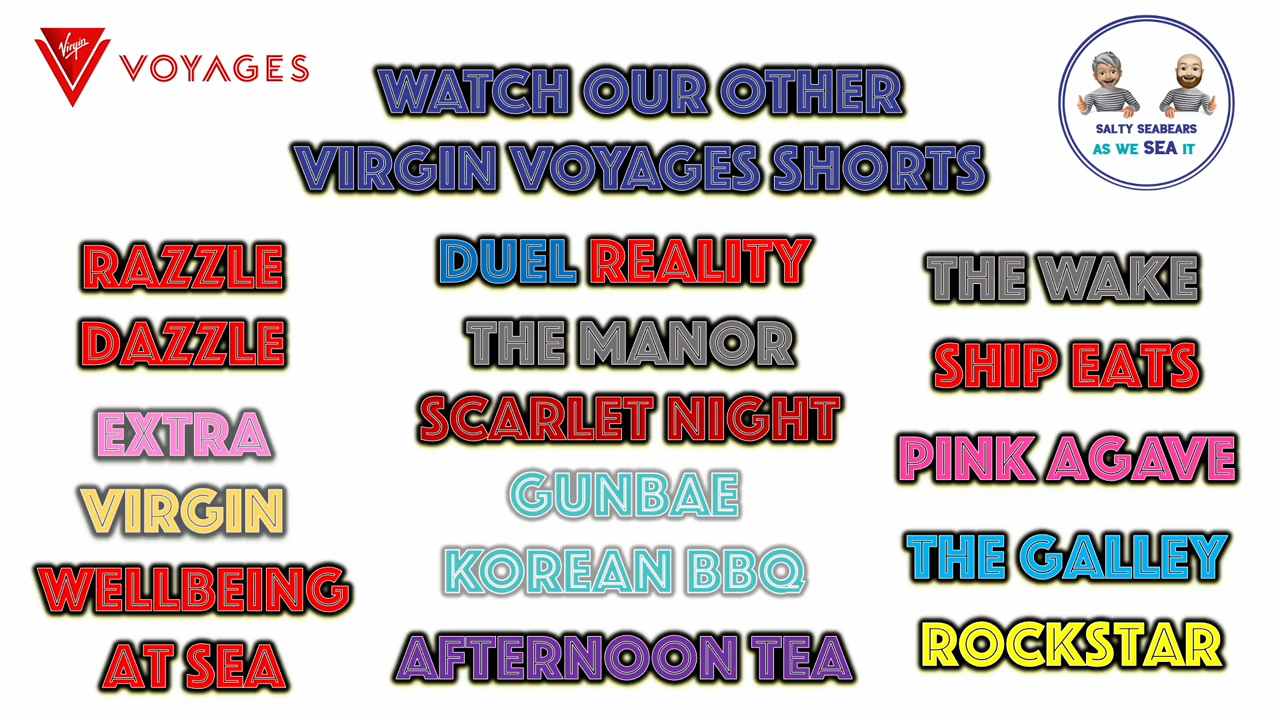 Virgin
VOYAGES
WATCH OUR OTHER
VIRGIN VOYAGES SHORTS
SALTY SEABEARS
AS WE SEA IT
RAZZLE
DAZZLE
EXTRA
VIRGIN
WELLBEING
AT SEA
DUEL REALITY
THE MANOR
SCARLET NIGHT
GUNBAE
KOREAN BBQ
AFTERNOON TEA
THE WAKE
SHIP EATS
PINK AGAVE
THE GALLEY
ROCKSTAR